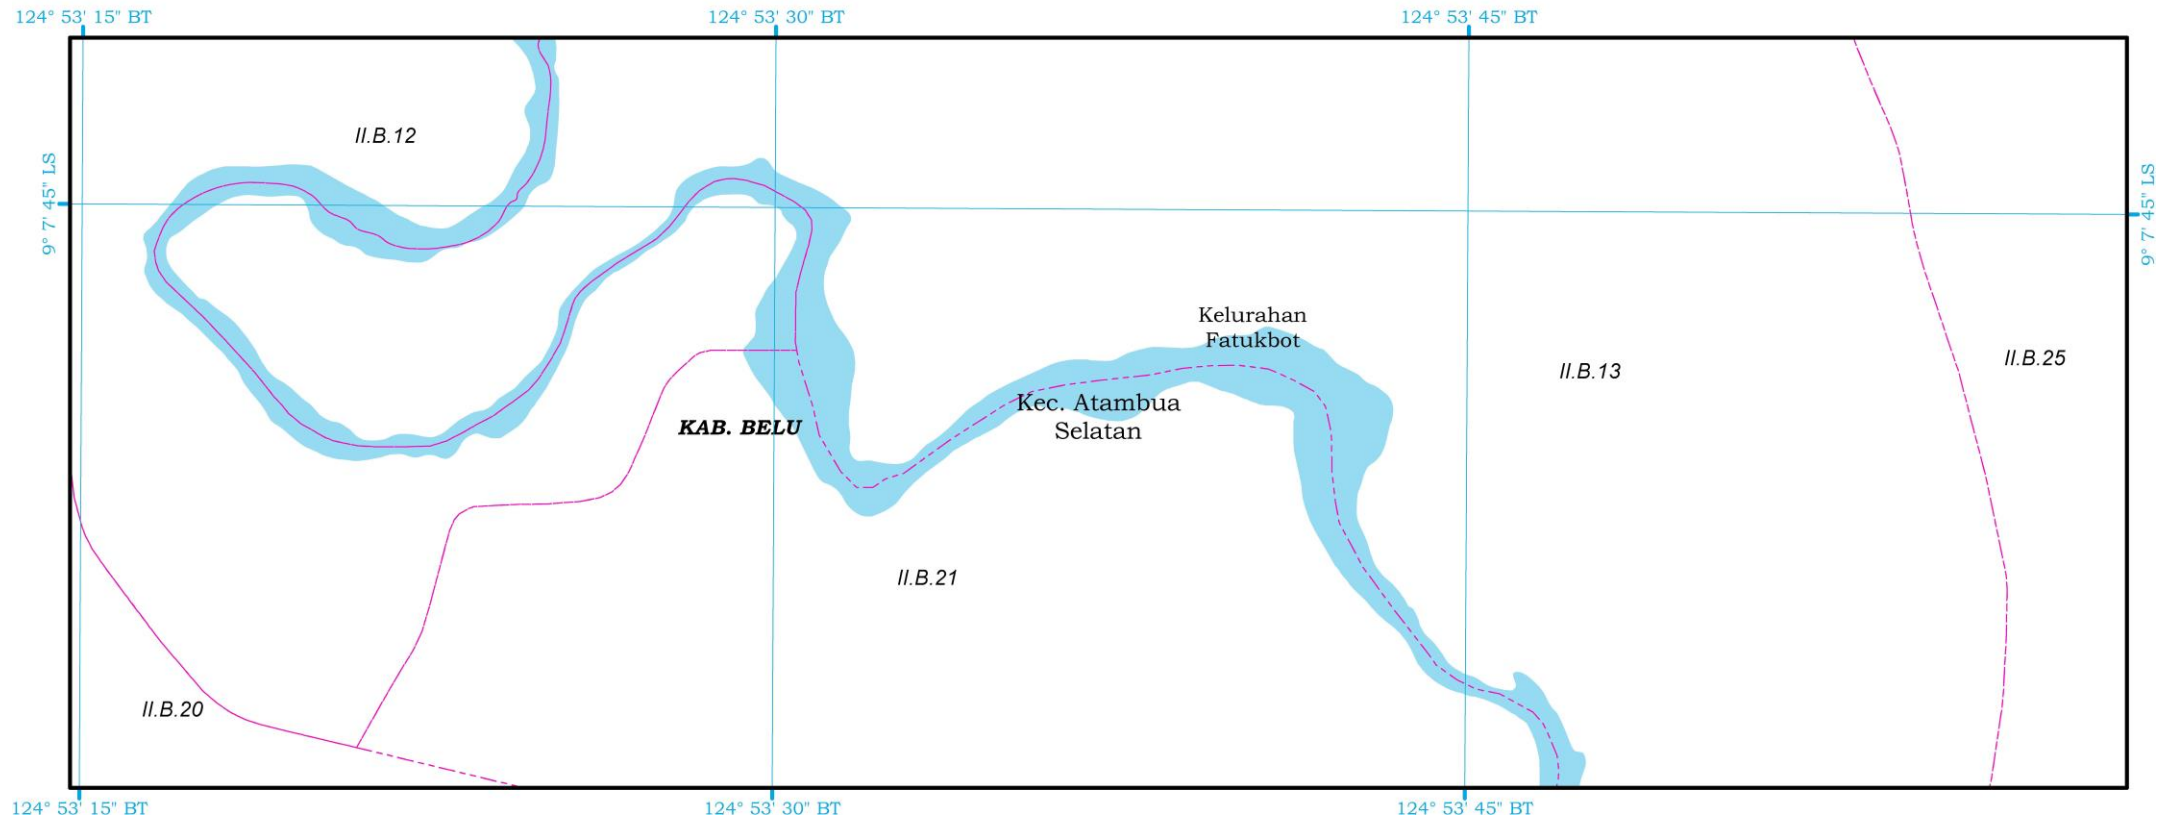 124° 53' 15" BT
124° 53' 30" BT
124° 53' 45" BT
II.B.12
9° 7' 45" LS
9° 7' 45" LS
Kelurahan
Fatukbot
II.B.25
II.B.13
Kec. Atambua
Selatan
KAB. BELU
II.B.21
II.B.20
124° 53' 15" BT
124° 53' 30" BT
124° 53' 45" BT